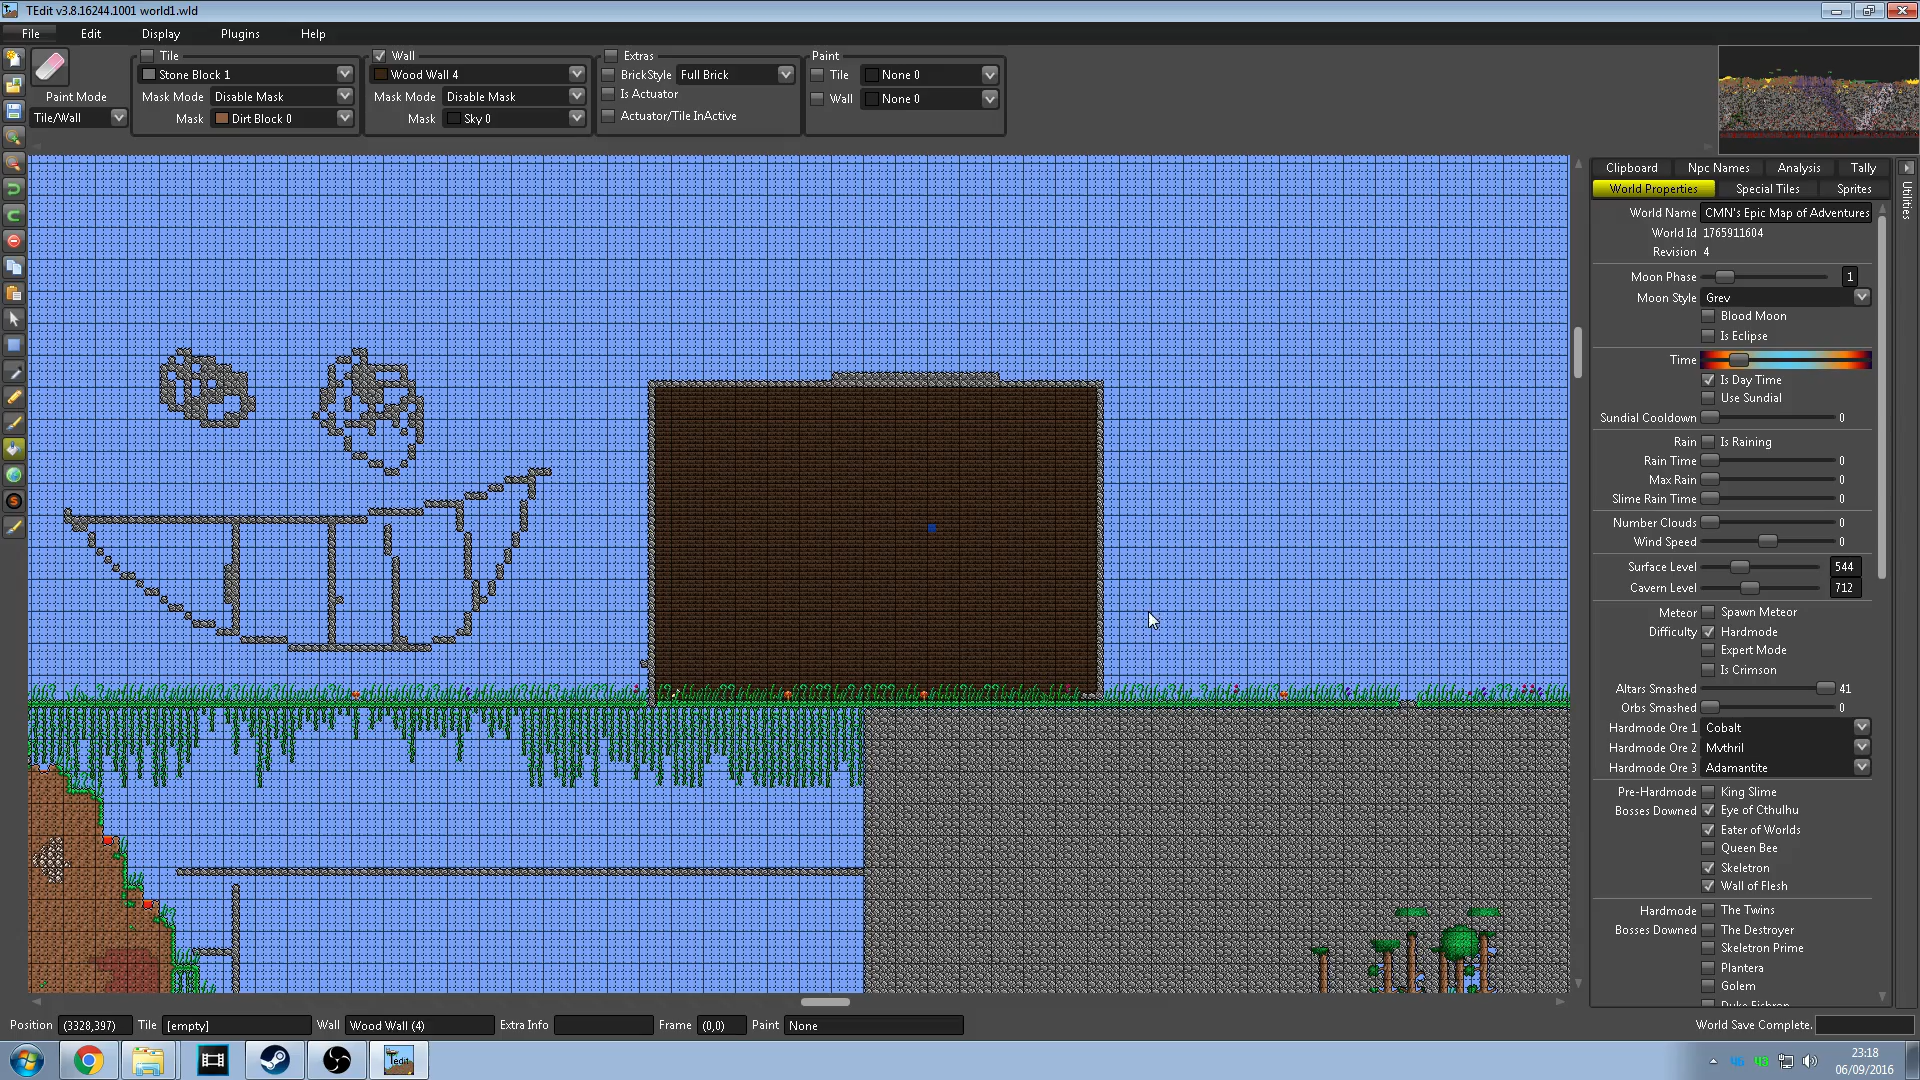 TEdit v3.8.16244.1001 world1.wld
File Edit Display Plugins Help
Tile Wall Extras Paint
Stone Block 1 Wood Wall 4 BrickStyle Full Brick Tile None 0
Paint Mode Mask Mode Disable Mask Mask Mode Disable Mask Is Actuator Wall None 0
Tile/Wall Mask Dirt Block 0 Mask Sky 0 Actuator/Tile InActive
Clipboard Npc Names Analysis Tally
World Properties Special Tiles Sprites
Utilities
World Name CMN's Epic Map of Adventures
World Id 1765911604
Revision 4
Moon Phase 1
Moon Style Grey
Blood Moon
Is Eclipse
Time
Is Day Time
Use Sundial
Sundial Cooldown 0
Rain Is Raining
Rain Time 0
Max Rain 0
Slime Rain Time 0
Number Clouds 0
Wind Speed 0
Surface Level 544
Cavern Level 712
Meteor Spawn Meteor
Difficulty Hardmode
Expert Mode
Is Crimson
Altars Smashed 41
Orbs Smashed 0
Hardmode Ore 1 Cobalt
Hardmode Ore 2 Mythril
Hardmode Ore 3 Adamantite
Pre-Hardmode King Slime
Bosses Downed Eye of Cthulhu
Eater of Worlds
Queen Bee
Skeletron
Wall of Flesh
Hardmode The Twins
Bosses Downed The Destroyer
Skeletron Prime
Plantera
Golem
Duke Fishron
Position (3328,397) Tile [empty] Wall Wood Wall (4) Extra Info Frame (0,0) Paint None World Save Complete.
Tedit
46 43
23:18
06/09/2016